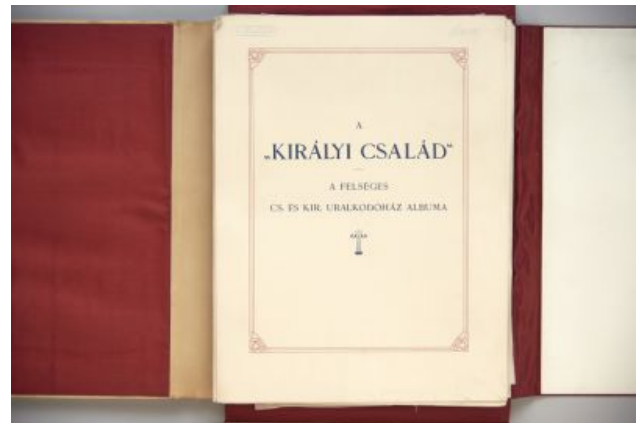 A
„KIRÁLYI CSALÁD“
A FELSÉGES
CS. ÉS KIR. URALKODÓHÁZ ALBUMA